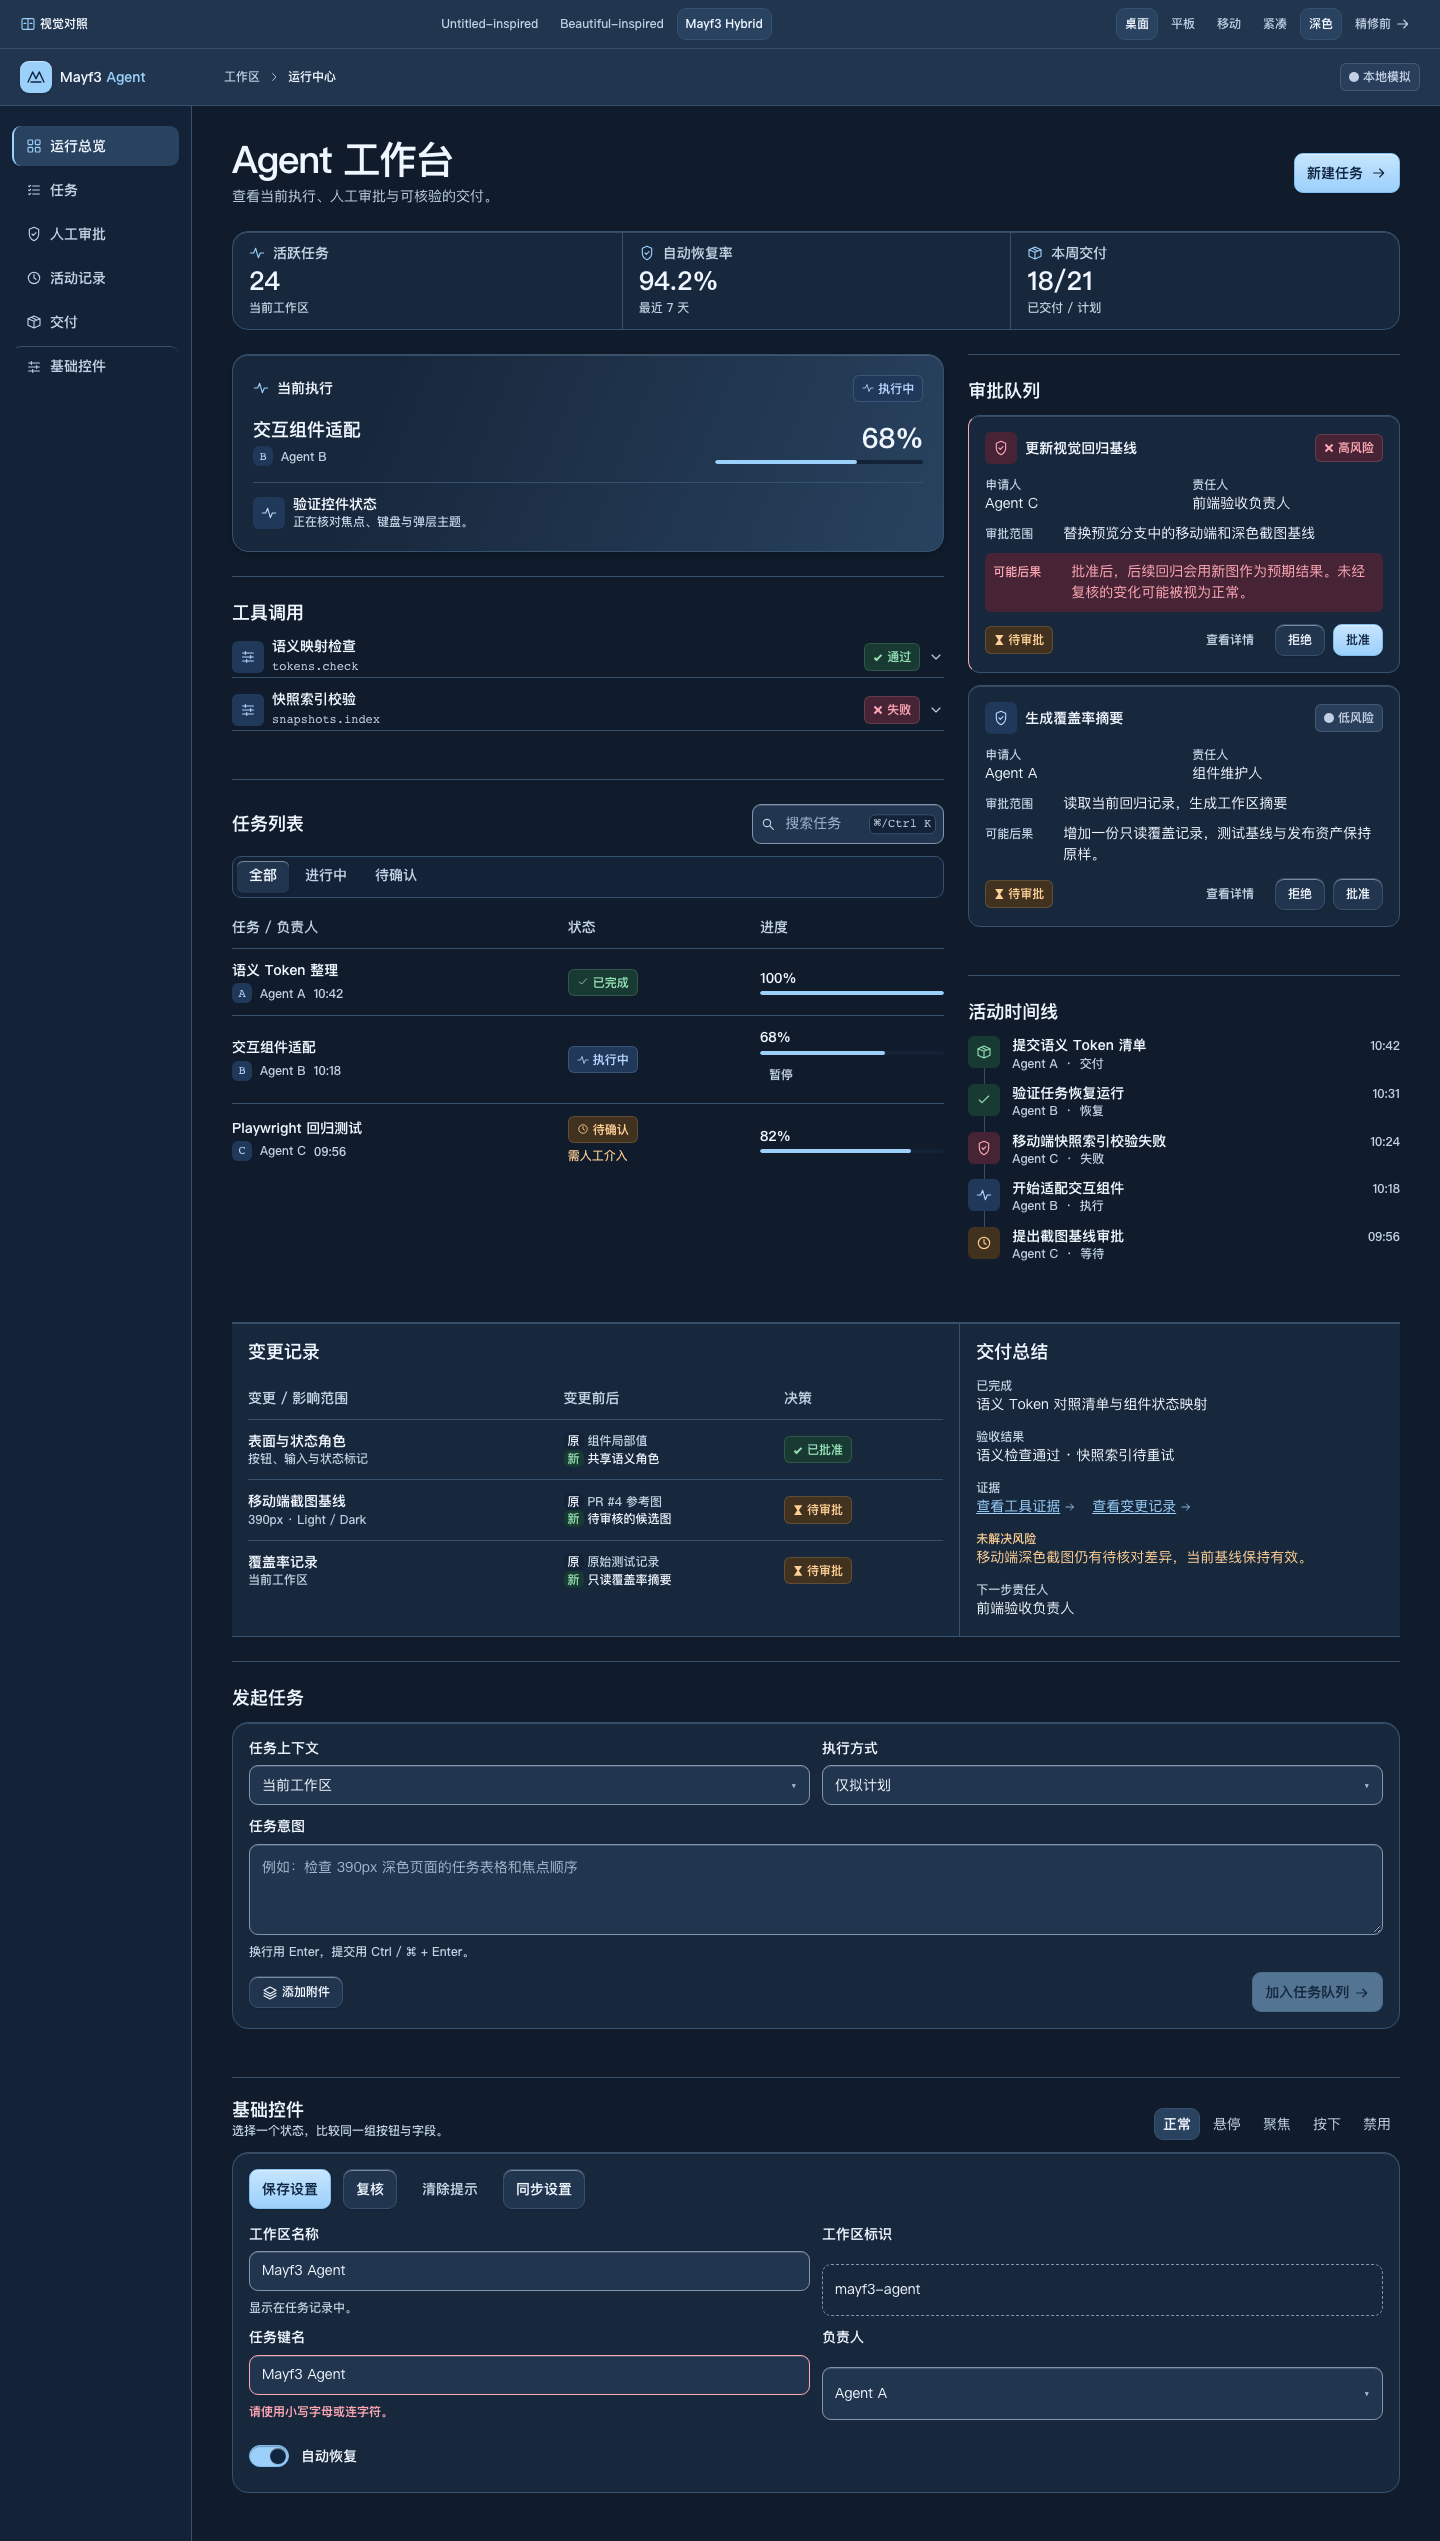 视觉对照
Untitled-inspired Beautiful-inspired Mayf3 Hybrid
桌面 平板 移动 紧凑 深色 精修前 →
Mayf3 Agent
工作区 > 运行中心
本地模拟
运行总览
任务
人工审批
活动记录
交付
基础控件
Agent 工作台
查看当前执行、人工审批与可核验的交付。
新建任务 →
活跃任务
24
当前工作区
自动恢复率
94.2%
最近 7 天
本周交付
18/21
已交付 / 计划
当前执行
执行中
交互组件适配
B Agent B
68%
验证控件状态
正在核对焦点、键盘与弹层主题。
工具调用
语义映射检查
tokens.check
通过
快照索引校验
snapshots.index
失败
任务列表
搜索任务 ⌘/Ctrl K
全部 进行中 待确认
任务 / 负责人 状态 进度
语义 Token 整理
A Agent A 10:42
已完成
100%
交互组件适配
B Agent B 10:18
执行中
68%
暂停
Playwright 回归测试
C Agent C 09:56
待确认
需人工介入
82%
审批队列
更新视觉回归基线
高风险
申请人 责任人
Agent C 前端验收负责人
审批范围 替换预览分支中的移动端和深色截图基线
可能后果 批准后，后续回归会用新图作为预期结果。未经
复核的变化可能被视为正常。
待审批 查看详情 拒绝 批准
生成覆盖率摘要
低风险
申请人 责任人
Agent A 组件维护人
审批范围 读取当前回归记录，生成工作区摘要
可能后果 增加一份只读覆盖记录，测试基线与发布资产保持
原样。
待审批 查看详情 拒绝 批准
活动时间线
提交语义 Token 清单 10:42
Agent A · 交付
验证任务恢复运行 10:31
Agent B · 恢复
移动端快照索引校验失败 10:24
Agent C · 失败
开始适配交互组件 10:18
Agent B · 执行
提出截图基线审批 09:56
Agent C · 等待
变更记录
变更 / 影响范围 变更前后 决策
表面与状态角色
按钮、输入与状态标记
原 组件局部值
新 共享语义角色
已批准
移动端截图基线
390px · Light / Dark
原 PR #4 参考图
新 待审核的候选图
待审批
覆盖率记录
当前工作区
原 原始测试记录
新 只读覆盖率摘要
待审批
交付总结
已完成
语义 Token 对照清单与组件状态映射
验收结果
语义检查通过 · 快照索引待重试
证据
查看工具证据 → 查看变更记录 →
未解决风险
移动端深色截图仍有待核对差异，当前基线保持有效。
下一步责任人
前端验收负责人
发起任务
任务上下文 执行方式
当前工作区 仅拟计划
任务意图
例如：检查 390px 深色页面的任务表格和焦点顺序
换行用 Enter，提交用 Ctrl / ⌘ + Enter。
添加附件
加入任务队列 →
基础控件
选择一个状态，比较同一组按钮与字段。
正常 悬停 聚焦 按下 禁用
保存设置 复核 清除提示 同步设置
工作区名称 工作区标识
Mayf3 Agent
mayf3-agent
显示在任务记录中。
任务键名 负责人
Mayf3 Agent
Agent A
请使用小写字母或连字符。
自动恢复